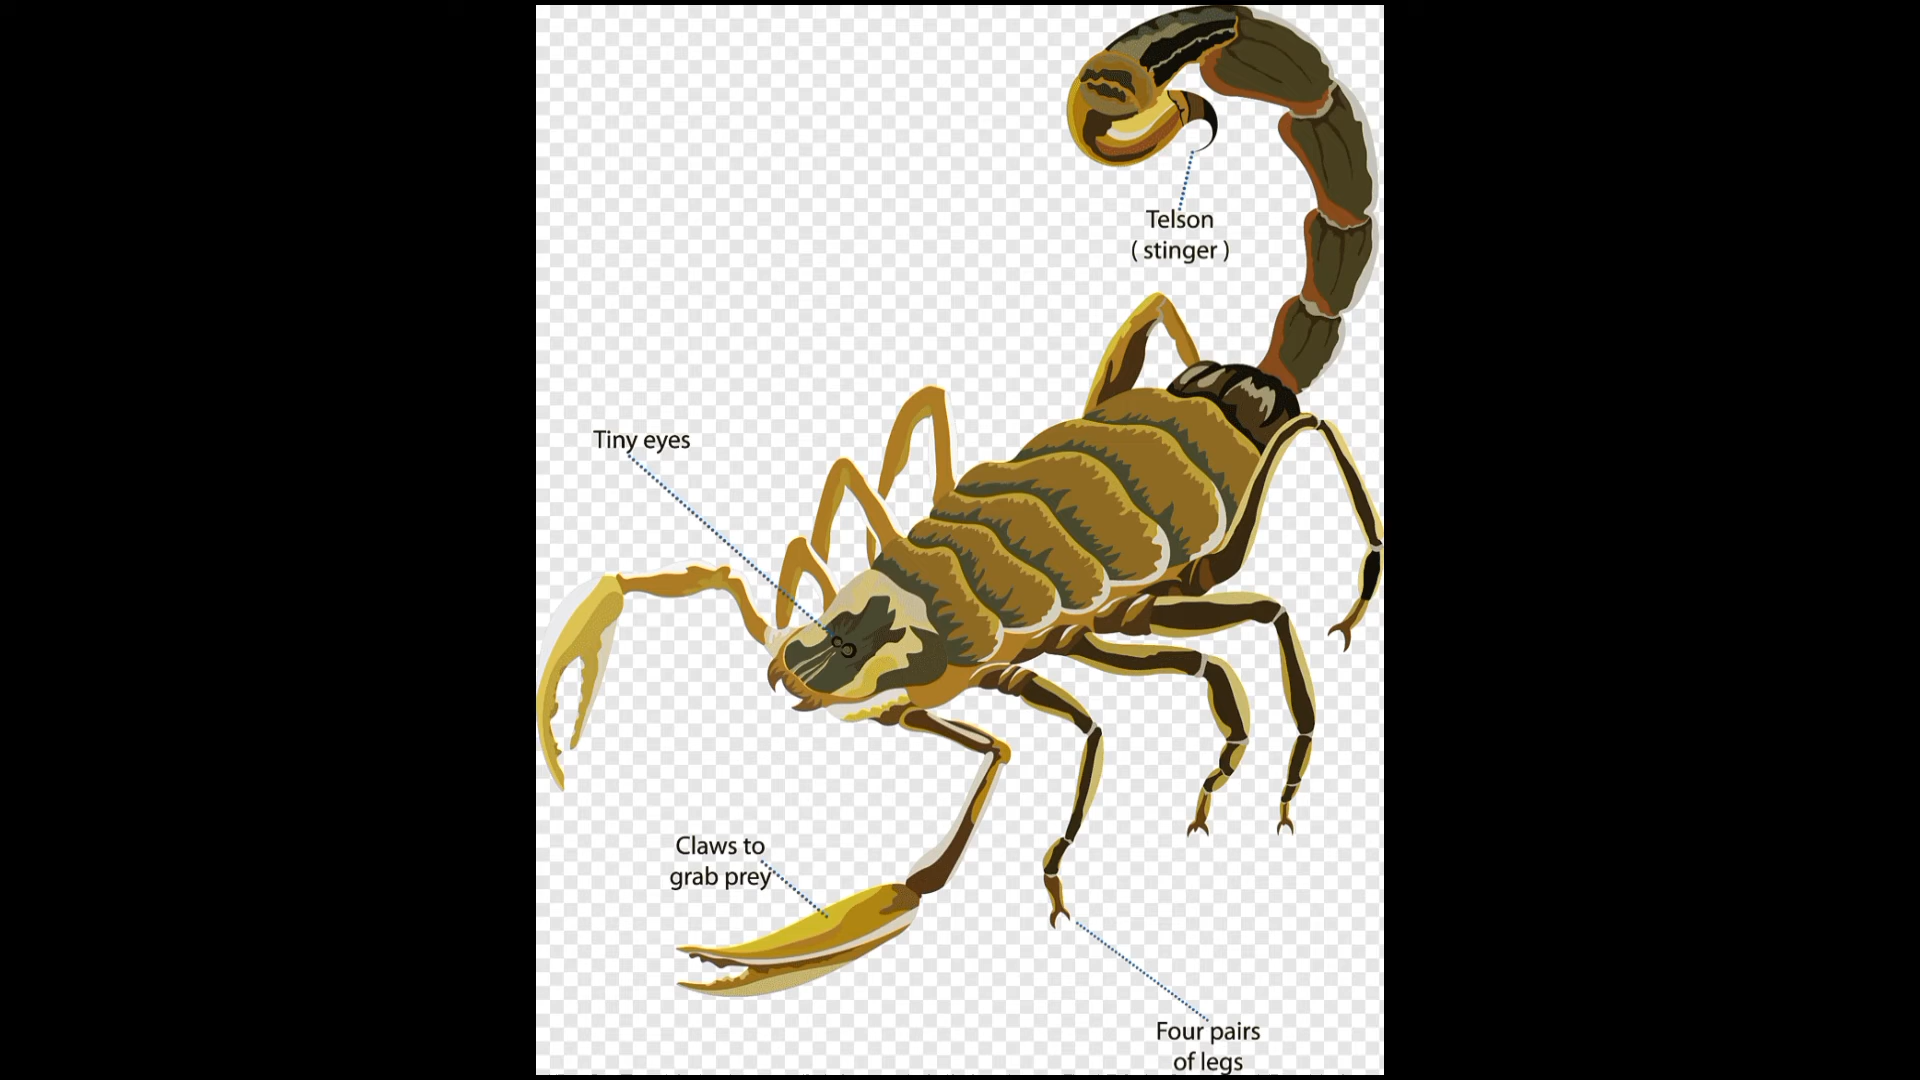 Telson
( stinger )
Tiny eyes
Claws to
grab prey
Four pairs
of legs